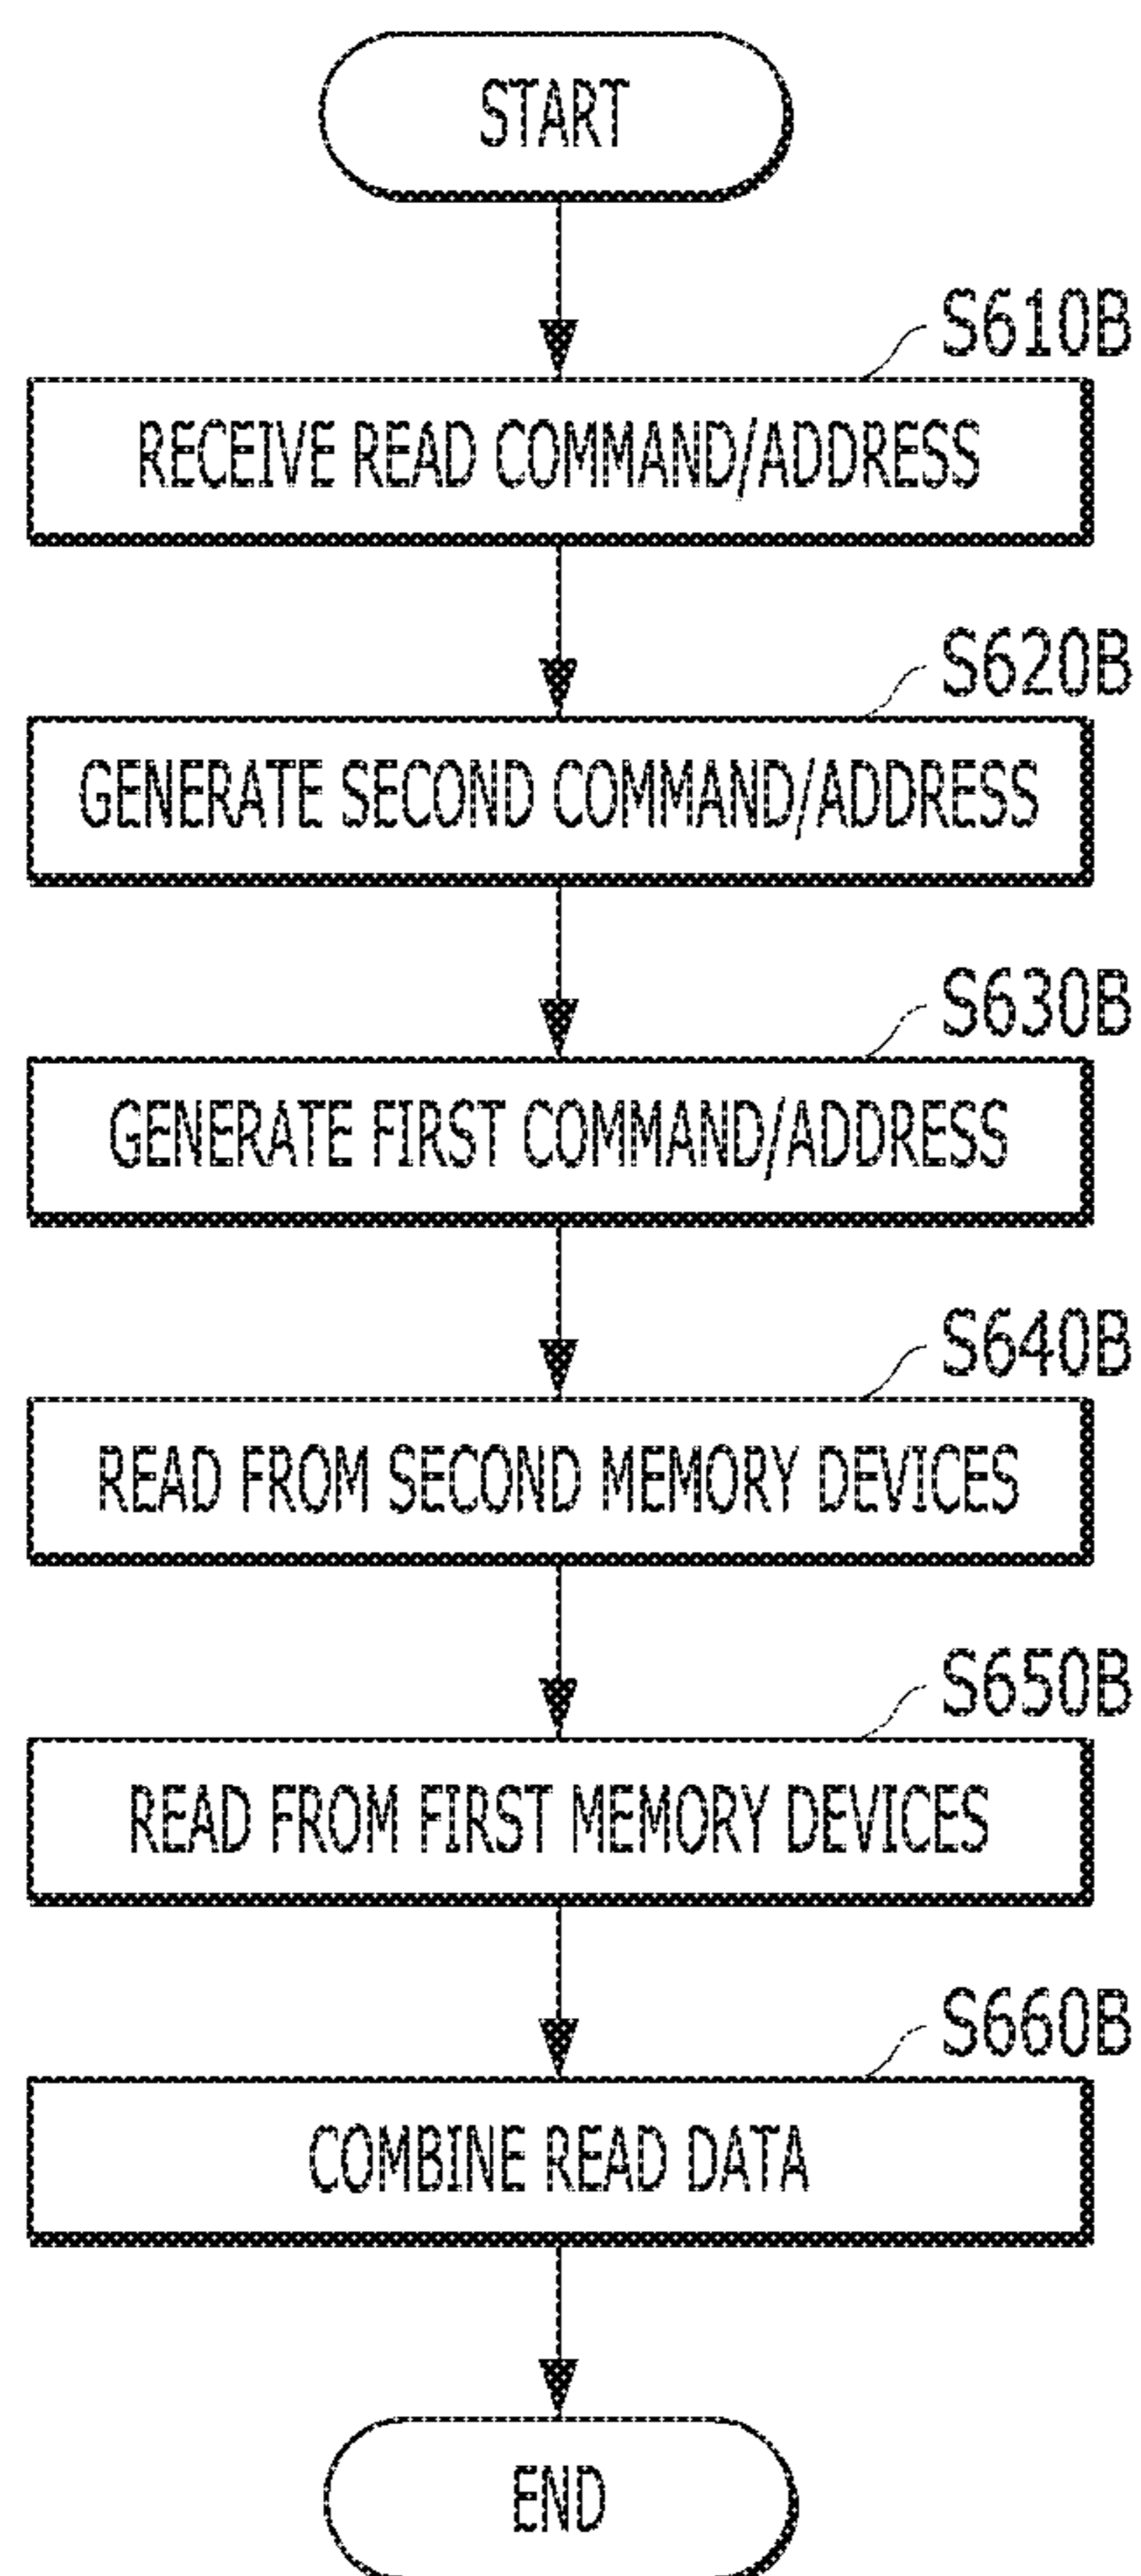 START
S610B
RECEIVE READ COMMAND/ADDRESS
S620B
GENERATE SECOND COMMAND/ADDRESS
S630B
GENERATE FIRST COMMAND/ADDRESS
S640B
READ FROM SECOND MEMORY DEVICES
S650B
READ FROM FIRST MEMORY DEVICES
S660B
COMBINE READ DATA
END